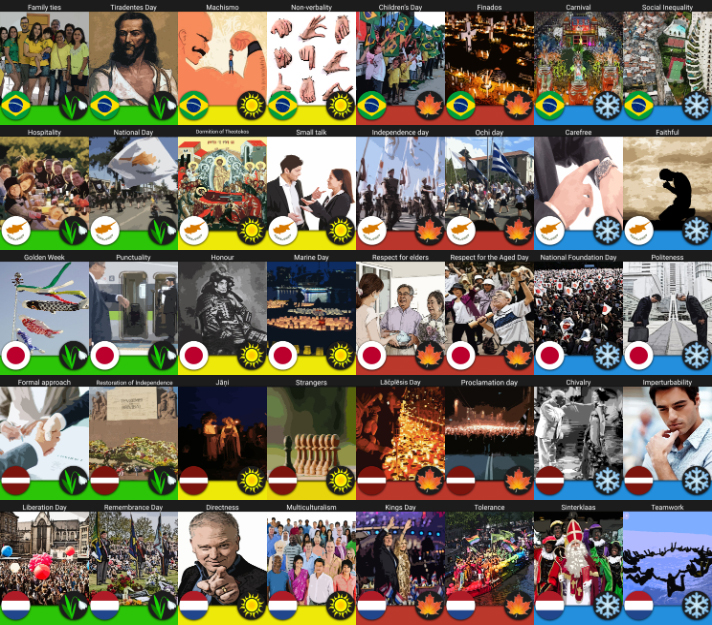 Family ties
Tiradentes Day
Machismo
Non-verbality
Children's Day
Finados
Carnival
Social Inequality
Hospitality
National Day
Dormition of Theotokos
Small talk
Independence day
Ochi day
Carefree
Faithful
Golden Week
Punctuality
Honour
Marine Day
Respect for elders
Respect for the Aged Day
National Foundation Day
Politeness
Formal approach
Restoration of Independence
Jāņi
Strangers
Lāčplēsis Day
Proclamation day
Chivalry
Imperturbability
Liberation Day
Remembrance Day
Directness
Multiculturalism
Kings Day
Tolerance
Sinterklaas
Teamwork